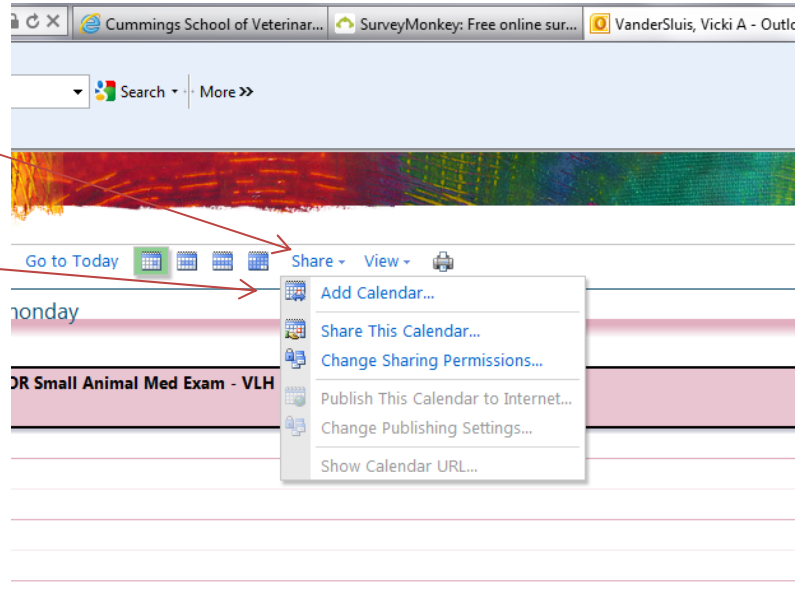 Cummings School of Veterinar...
SurveyMonkey: Free online sur...
VanderSluis, Vicki A - Outlo
Search
More >>
Go to Today
Share
View
Add Calendar...
Share This Calendar...
Change Sharing Permissions...
Publish This Calendar to Internet...
Change Publishing Settings...
Show Calendar URL...
monday
OR Small Animal Med Exam - VLH